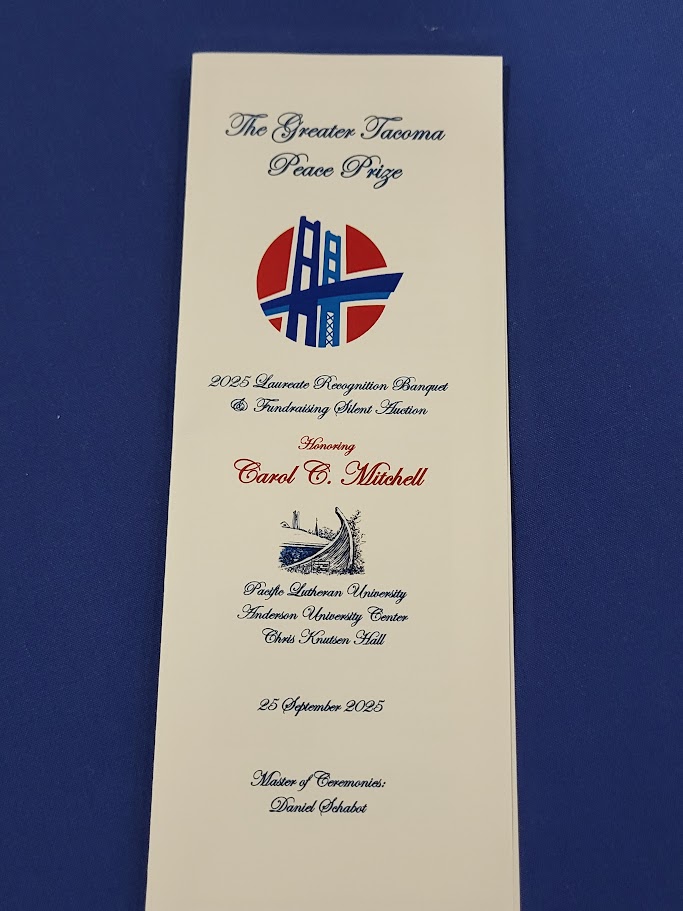 The Greater Tacoma
Peace Prize
2025 Laureate Recognition Banquet
& Fundraising Silent Auction
Honoring
Carol C. Mitchell
Pacific Lutheran University
Anderson University Center
Chris Knutsen Hall
25 September 2025
Master of Ceremonies:
Daniel Schabot